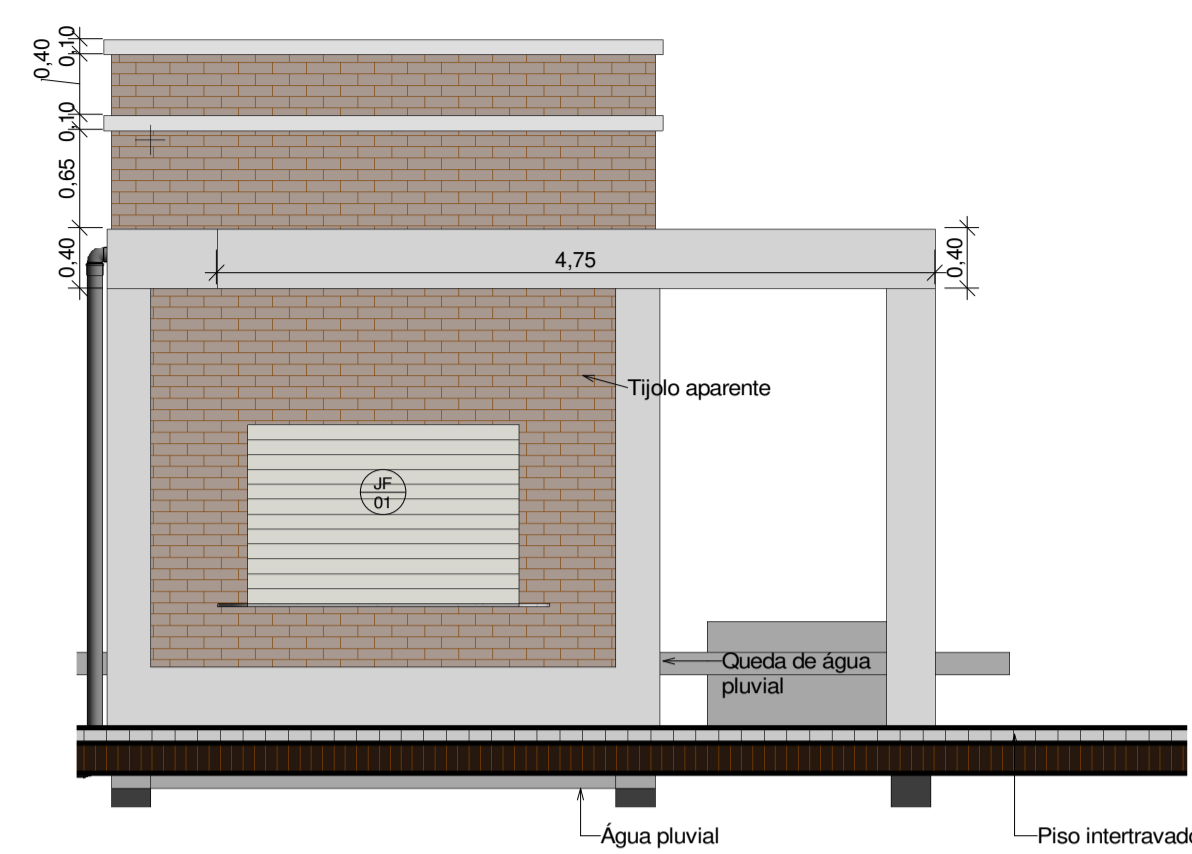 0,10
0,40
0,10
0,65
0,40
4,75
0,40
Tijolo aparente
JF
01
Queda de água
pluvial
Água pluvial
Piso intertravado